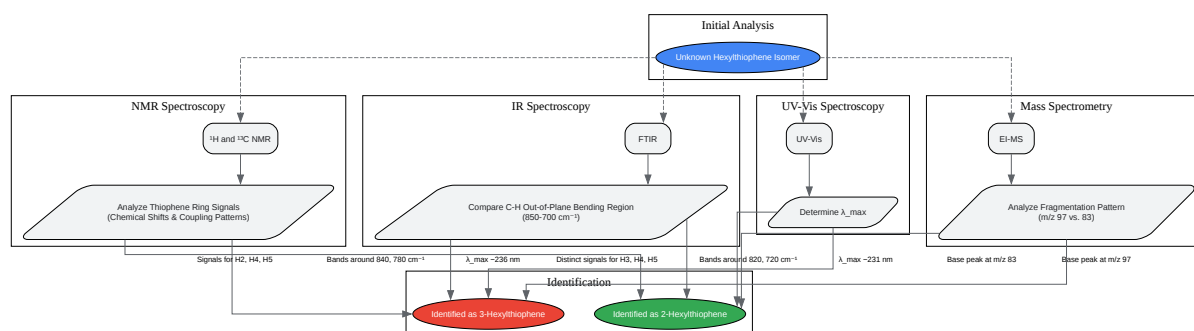 Initial Analysis
Unknown Hexylthiophene Isomer
NMR Spectroscopy
IR Spectroscopy
UV-Vis Spectroscopy
Mass Spectrometry
¹H and ¹³C NMR
FTIR
UV-Vis
EI-MS
Analyze Thiophene Ring Signals
(Chemical Shifts & Coupling Patterns)
Compare C-H Out-of-Plane Bending Region
(850-700 cm⁻¹)
Determine λ_max
Analyze Fragmentation Pattern
(m/z 97 vs. 83)
Signals for H2, H4, H5
Bands around 840, 780 cm⁻¹
λ_max ~236 nm
Distinct signals for H3, H4, H5
Bands around 820, 720 cm⁻¹
λ_max ~231 nm
Base peak at m/z 83
Base peak at m/z 97
Identification
Identified as 3-Hexylthiophene
Identified as 2-Hexylthiophene